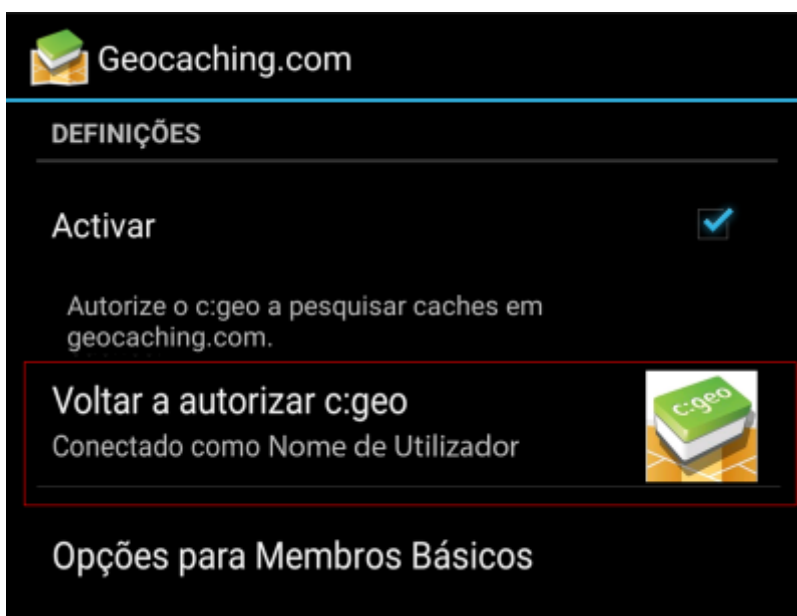 Geocaching.com
DEFINIÇÕES
Activar
Autorize o c:geo a pesquisar caches em
geocaching.com.
Voltar a autorizar c:geo
c:geo
Conectado como Nome de Utilizador
Opções para Membros Básicos